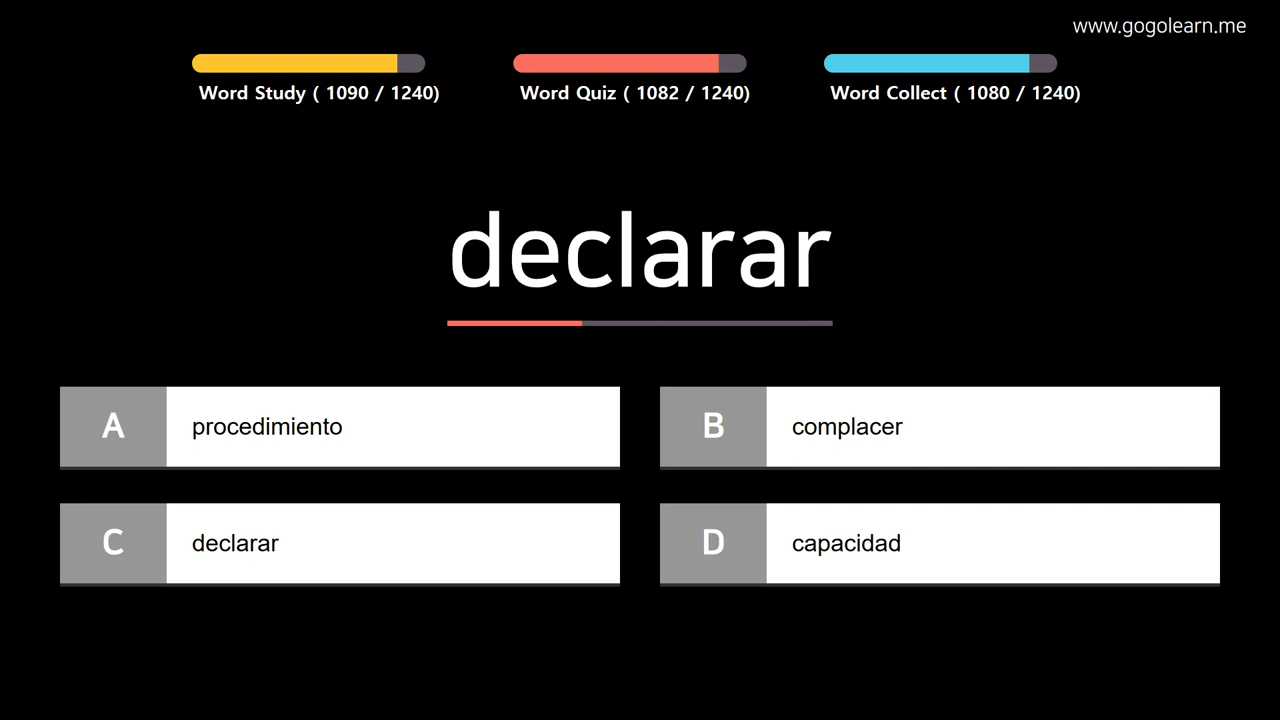 www.gogolearn.me
Word Study ( 1090 / 1240)
Word Quiz ( 1082 / 1240)
Word Collect ( 1080 / 1240)
declarar
A procedimiento
B complacer
C declarar
D capacidad